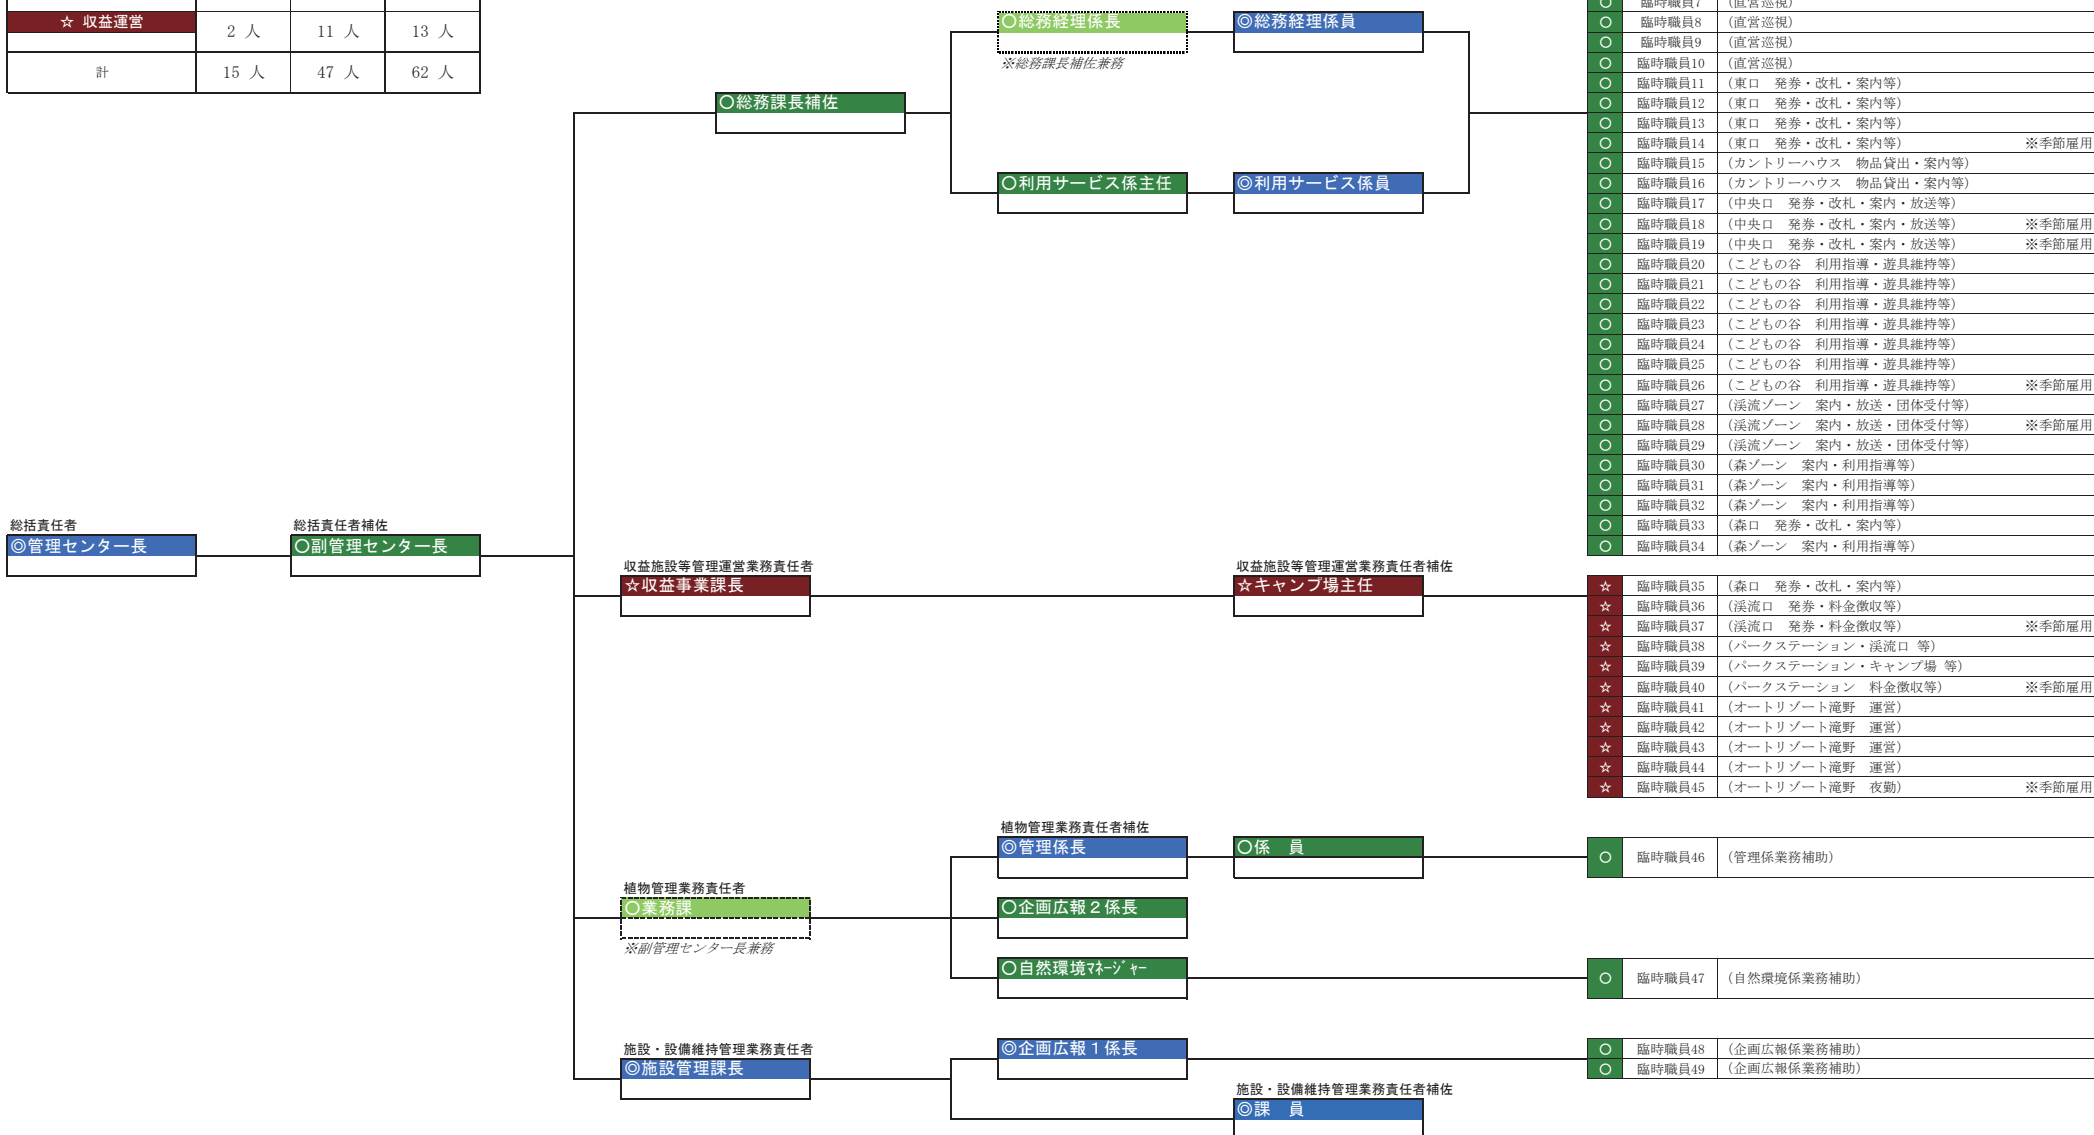 ☆ 収益運営
2 人 11 人 13 人
計 15 人 47 人 62 人
○総務経理係長
※総務課長補佐兼務
◎総務経理係員
○総務課長補佐
○利用サービス係主任
◎利用サービス係員
○ 臨時職員7 (直営巡視)
○ 臨時職員8 (直営巡視)
○ 臨時職員9 (直営巡視)
○ 臨時職員10 (直営巡視)
○ 臨時職員11 (東口 発券・改札・案内等)
○ 臨時職員12 (東口 発券・改札・案内等)
○ 臨時職員13 (東口 発券・改札・案内等)
○ 臨時職員14 (東口 発券・改札・案内等) ※季節雇用
○ 臨時職員15 (カントリーハウス 物品貸出・案内等)
○ 臨時職員16 (カントリーハウス 物品貸出・案内等)
○ 臨時職員17 (中央口 発券・改札・案内・放送等)
○ 臨時職員18 (中央口 発券・改札・案内・放送等) ※季節雇用
○ 臨時職員19 (中央口 発券・改札・案内・放送等) ※季節雇用
○ 臨時職員20 (こどもの谷 利用指導・遊具維持等)
○ 臨時職員21 (こどもの谷 利用指導・遊具維持等)
○ 臨時職員22 (こどもの谷 利用指導・遊具維持等)
○ 臨時職員23 (こどもの谷 利用指導・遊具維持等)
○ 臨時職員24 (こどもの谷 利用指導・遊具維持等)
○ 臨時職員25 (こどもの谷 利用指導・遊具維持等)
○ 臨時職員26 (こどもの谷 利用指導・遊具維持等) ※季節雇用
○ 臨時職員27 (渓流ゾーン 案内・放送・団体受付等)
○ 臨時職員28 (渓流ゾーン 案内・放送・団体受付等) ※季節雇用
○ 臨時職員29 (渓流ゾーン 案内・放送・団体受付等)
○ 臨時職員30 (森ゾーン 案内・利用指導等)
○ 臨時職員31 (森ゾーン 案内・利用指導等)
○ 臨時職員32 (森ゾーン 案内・利用指導等)
○ 臨時職員33 (森口 発券・改札・案内等)
○ 臨時職員34 (森ゾーン 案内・利用指導等)
総括責任者
◎管理センター長
総括責任者補佐
○副管理センター長
収益施設等管理運営業務責任者
☆収益事業課長
収益施設等管理運営業務責任者補佐
☆キャンプ場主任
☆ 臨時職員35 (森口 発券・改札・案内等)
☆ 臨時職員36 (渓流口 発券・料金徴収等)
☆ 臨時職員37 (渓流口 発券・料金徴収等) ※季節雇用
☆ 臨時職員38 (パークステーション・渓流口 等)
☆ 臨時職員39 (パークステーション・キャンプ場 等)
☆ 臨時職員40 (パークステーション 料金徴収等) ※季節雇用
☆ 臨時職員41 (オートリゾート滝野 運営)
☆ 臨時職員42 (オートリゾート滝野 運営)
☆ 臨時職員43 (オートリゾート滝野 運営)
☆ 臨時職員44 (オートリゾート滝野 運営)
☆ 臨時職員45 (オートリゾート滝野 夜勤) ※季節雇用
植物管理業務責任者補佐
◎管理係長
○係 員
○ 臨時職員46 (管理係業務補助)
植物管理業務責任者
○業務課
※副管理センター長兼務
○企画広報2係長
○自然環境ﾏﾈｰｼﾞｬｰ
○ 臨時職員47 (自然環境係業務補助)
施設・設備維持管理業務責任者
◎施設管理課長
◎企画広報1係長
○ 臨時職員48 (企画広報係業務補助)
○ 臨時職員49 (企画広報係業務補助)
施設・設備維持管理業務責任者補佐
◎課 員